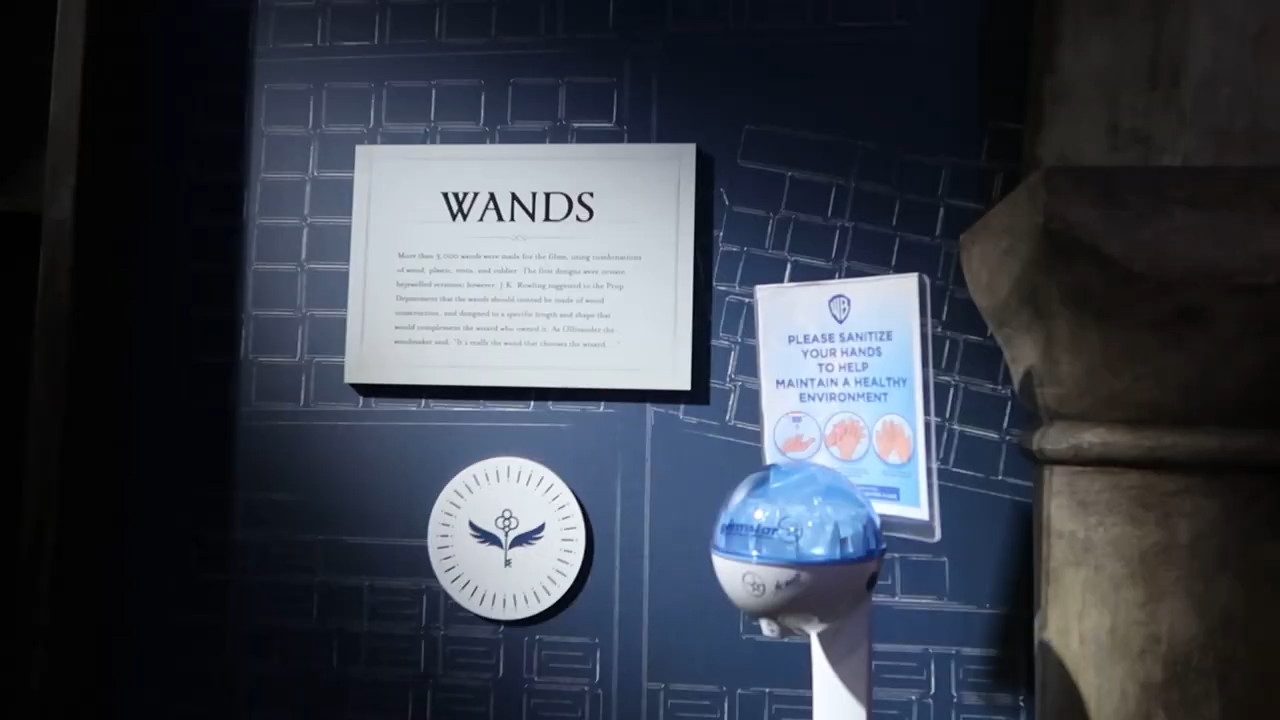 WANDS
More than 3,000 wands were made for the films, using combinations
of wood, plastic, resin, and rubber. The first designs were ornate
bejewelled versions; however, J.K. Rowling suggested to the Prop
Department that the wands should instead be made of wood
construction, and designed to a specific length and shape that
would complement the wizard who owned it. As Ollivander the
wandmaker said, "It's really the wand that chooses the wizard..."
WB
PLEASE SANITIZE
YOUR HANDS
TO HELP
MAINTAIN A HEALTHY
ENVIRONMENT
germstar